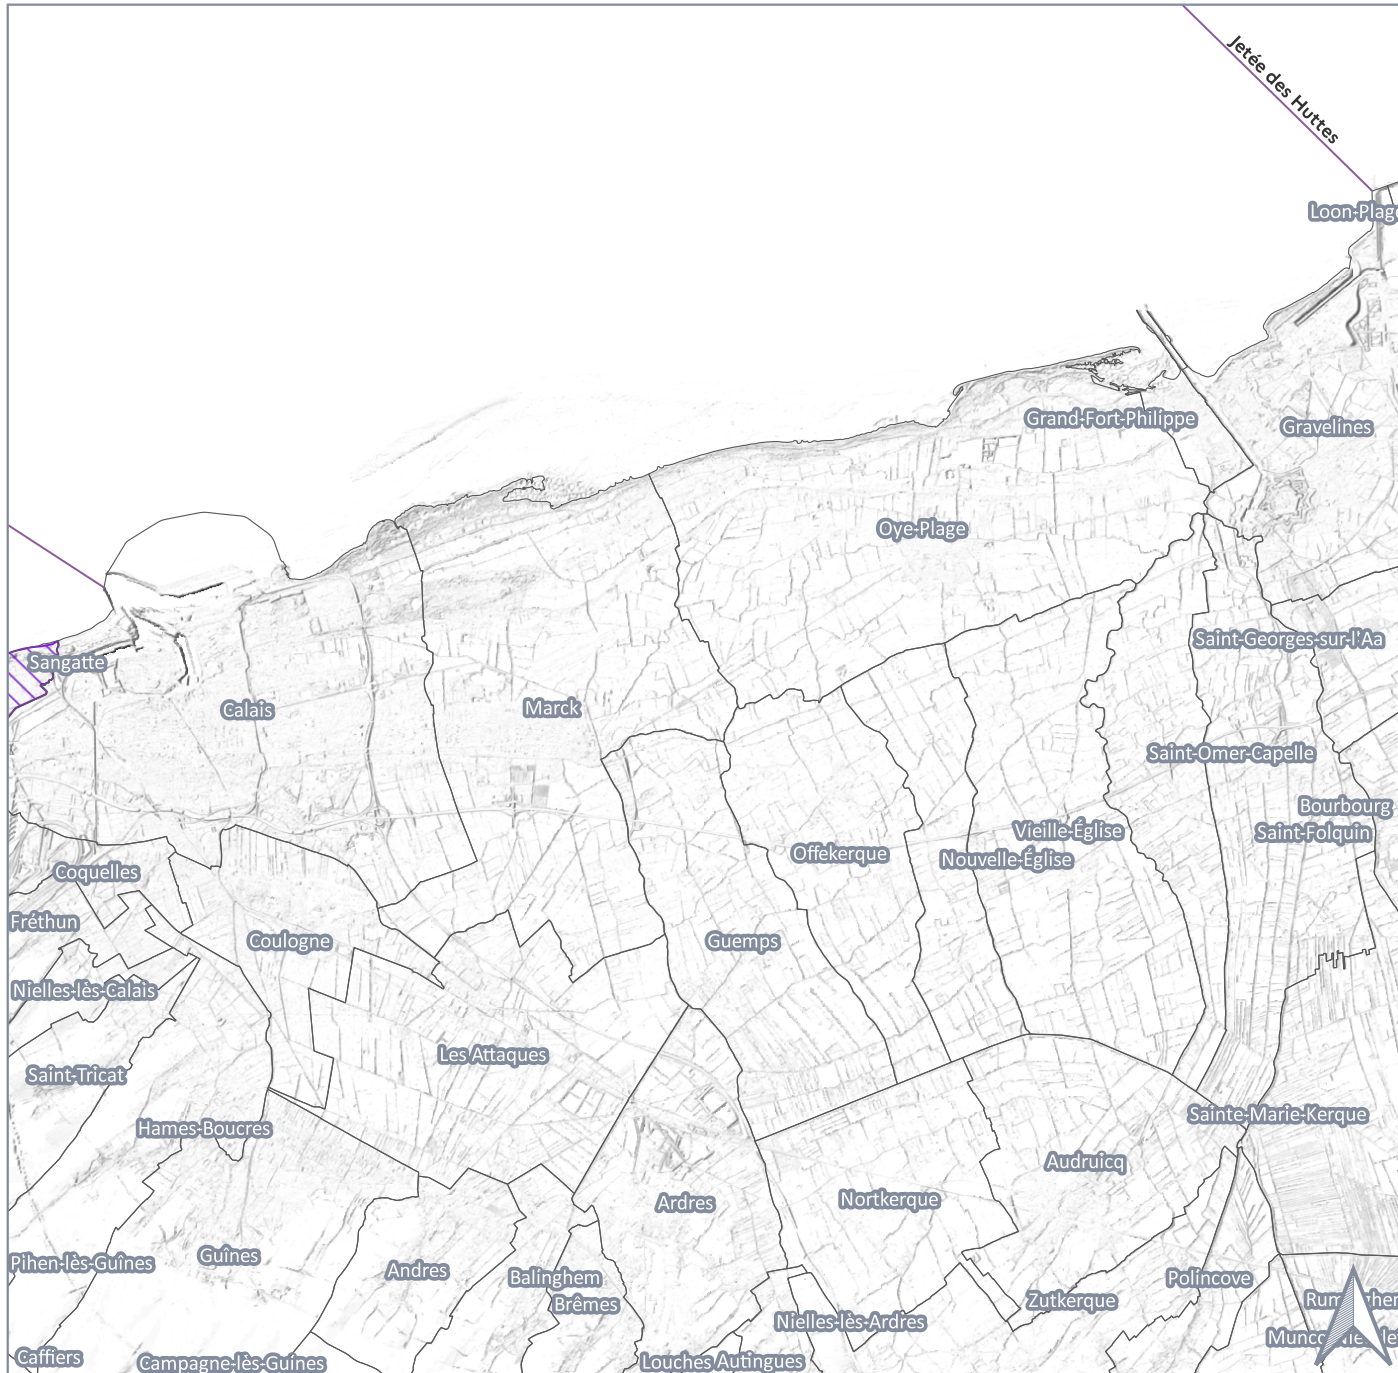 Jetée des Huttes
Loon-Plage
Grand-Fort-Philippe
Gravelines
Oye-Plage
Saint-Georges-sur-l'Aa
Sangatte
Calais
Marck
Saint-Omer-Capelle
Bourbourg
Vieille-Église
Saint-Folquin
Offekerque
Nouvelle-Église
Coquelles
Fréthun
Coulogne
Guemps
Nielles-lès-Calais
Les Attaques
Saint-Tricat
Sainte-Marie-Kerque
Hames-Boucres
Audruicq
Ardres
Nortkerque
Guînes
Pihen-lès-Guînes
Andres
Balinghem
Polincove
Brêmes
Zutkerque
Nielles-lès-Ardres
Caffiers
Campagne-lès-Guînes
Louches Autingues